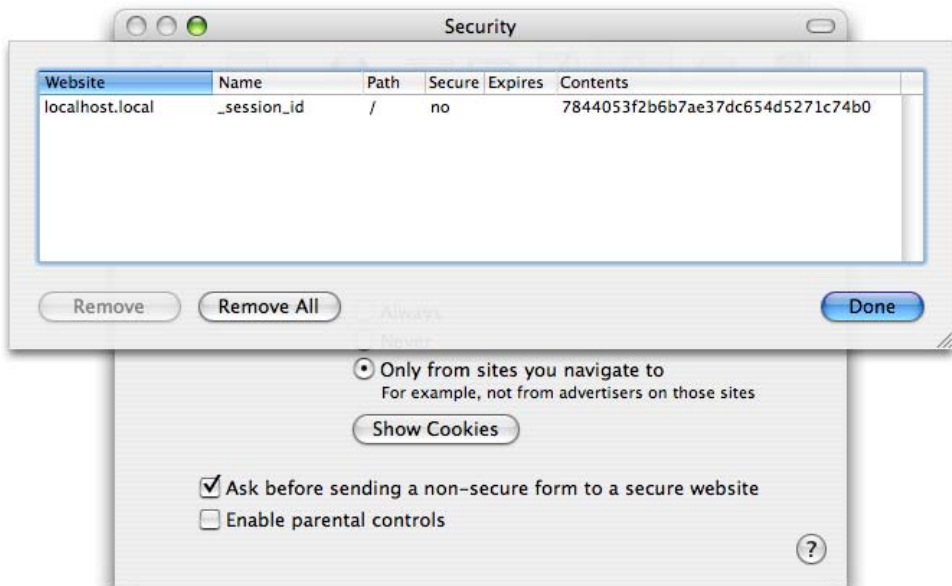 Security
Website Name Path Secure Expires Contents
localhost.local _session_id / no 7844053f2b6b7ae37dc654d5271c74b0
Remove Remove All Done
Always
Never
Only from sites you navigate to
For example, not from advertisers on those sites
Show Cookies
Ask before sending a non-secure form to a secure website
Enable parental controls
?